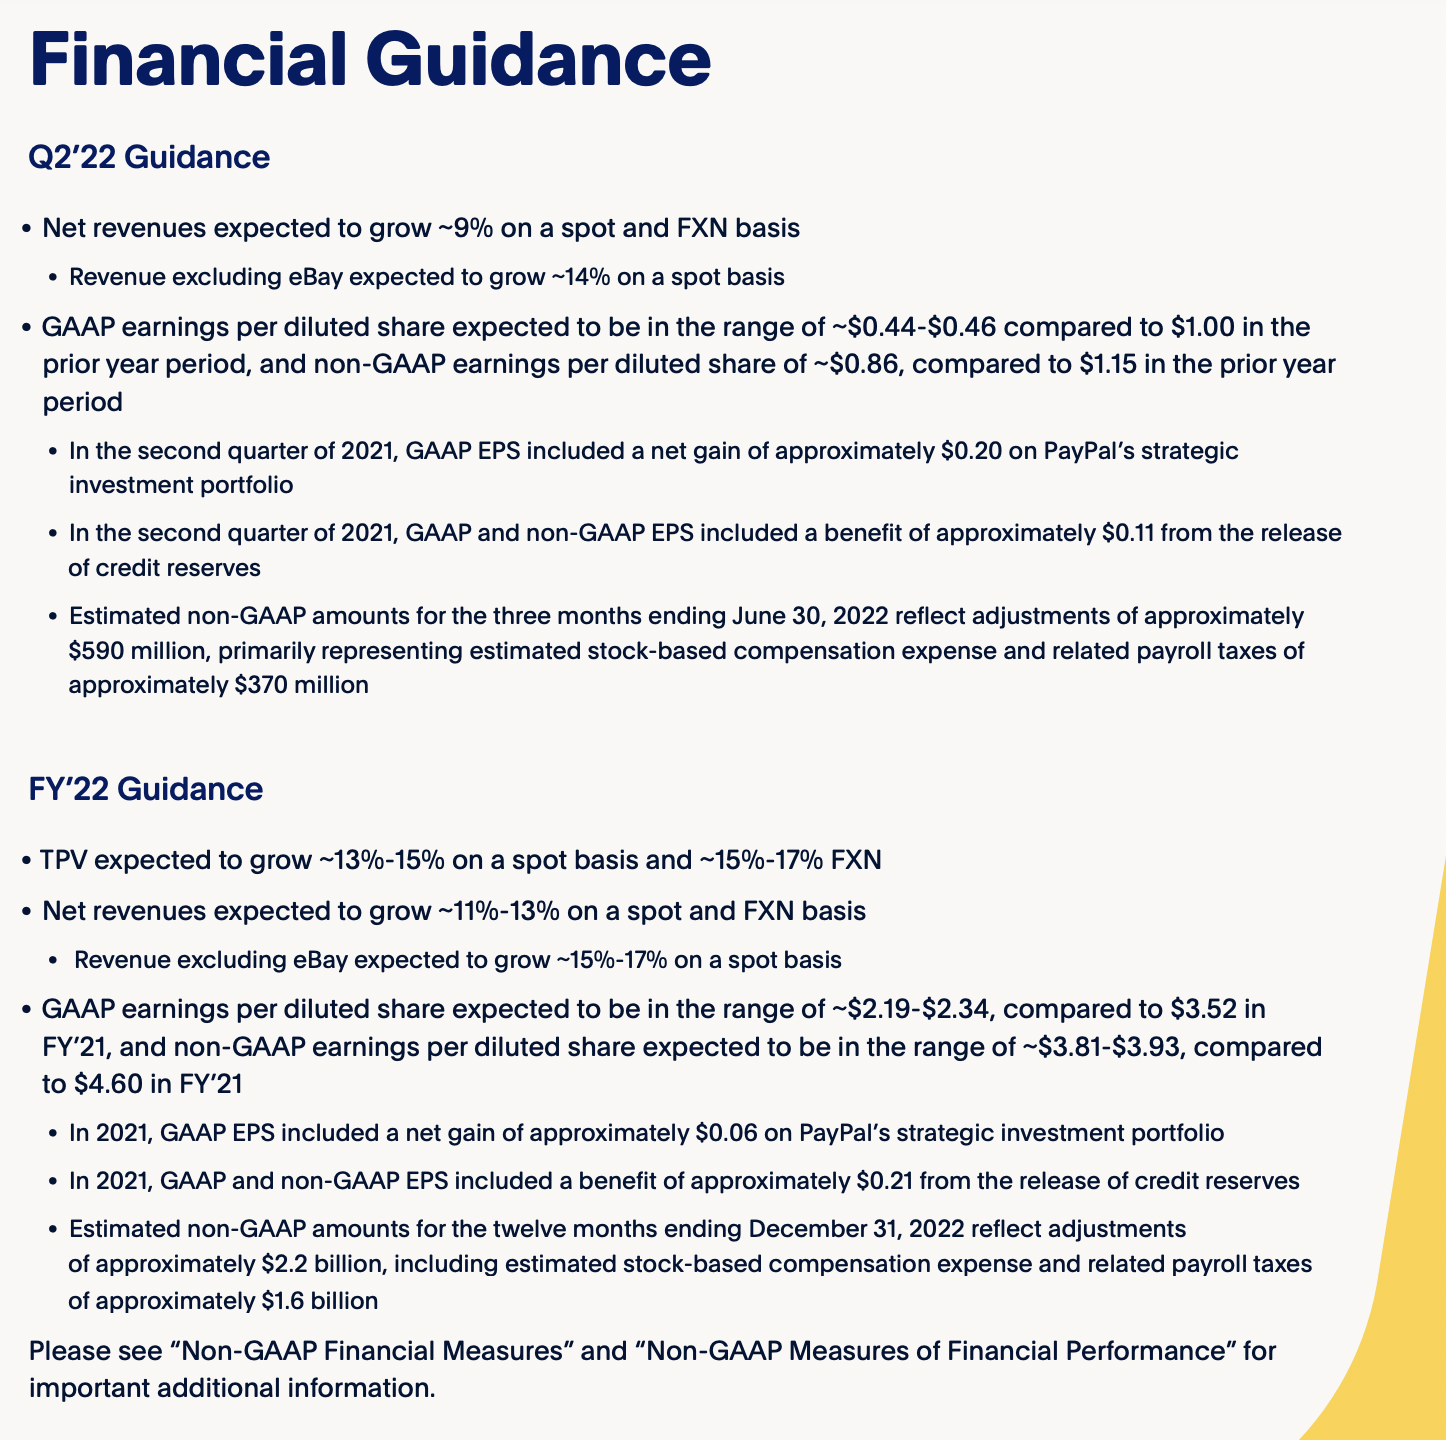 Financial Guidance
Q2’22 Guidance
• Net revenues expected to grow ~9% on a spot and FXN basis
• Revenue excluding eBay expected to grow ~14% on a spot basis
• GAAP earnings per diluted share expected to be in the range of ~$0.44-$0.46 compared to $1.00 in the
prior year period, and non-GAAP earnings per diluted share of ~$0.86, compared to $1.15 in the prior year
period
• In the second quarter of 2021, GAAP EPS included a net gain of approximately $0.20 on PayPal’s strategic
investment portfolio
• In the second quarter of 2021, GAAP and non-GAAP EPS included a benefit of approximately $0.11 from the release
of credit reserves
• Estimated non-GAAP amounts for the three months ending June 30, 2022 reflect adjustments of approximately
$590 million, primarily representing estimated stock-based compensation expense and related payroll taxes of
approximately $370 million
FY’22 Guidance
• TPV expected to grow ~13%-15% on a spot basis and ~15%-17% FXN
• Net revenues expected to grow ~11%-13% on a spot and FXN basis
• Revenue excluding eBay expected to grow ~15%-17% on a spot basis
• GAAP earnings per diluted share expected to be in the range of ~$2.19-$2.34, compared to $3.52 in
FY’21, and non-GAAP earnings per diluted share expected to be in the range of ~$3.81-$3.93, compared
to $4.60 in FY’21
• In 2021, GAAP EPS included a net gain of approximately $0.06 on PayPal’s strategic investment portfolio
• In 2021, GAAP and non-GAAP EPS included a benefit of approximately $0.21 from the release of credit reserves
• Estimated non-GAAP amounts for the twelve months ending December 31, 2022 reflect adjustments
of approximately $2.2 billion, including estimated stock-based compensation expense and related payroll taxes
of approximately $1.6 billion
Please see “Non-GAAP Financial Measures” and “Non-GAAP Measures of Financial Performance” for
important additional information.